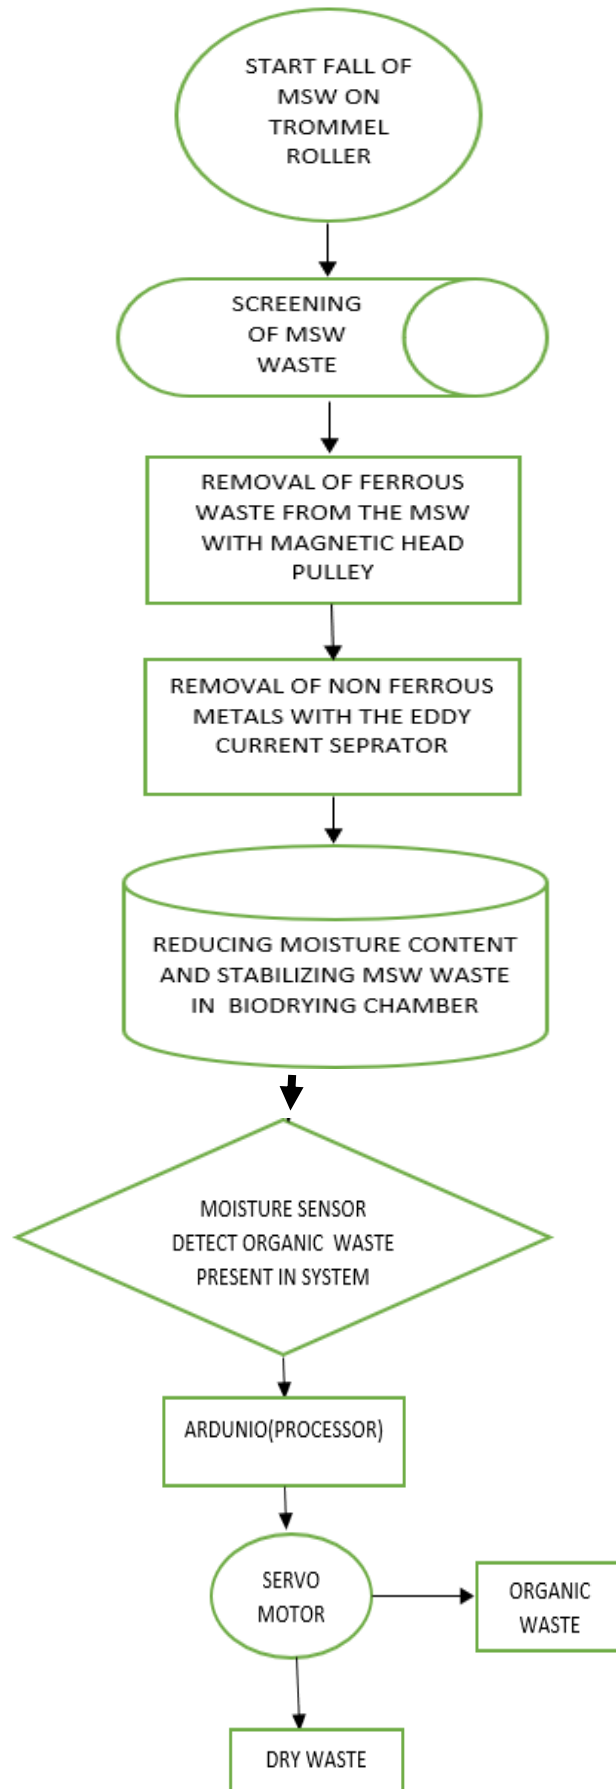 START FALL OF
MSW ON
TROMMEL
ROLLER
SCREENING
OF MSW
WASTE
REMOVAL OF FERROUS
WASTE FROM THE MSW
WITH MAGNETIC HEAD
PULLEY
REMOVAL OF NON FERROUS
METALS WITH THE EDDY
CURRENT SEPRATOR
REDUCING MOISTURE CONTENT
AND STABILIZING MSW WASTE
IN BIODRYING CHAMBER
MOISTURE SENSOR
DETECT ORGANIC WASTE
PRESENT IN SYSTEM
ARDUNIO(PROCESSOR)
SERVO
MOTOR
ORGANIC
WASTE
DRY WASTE